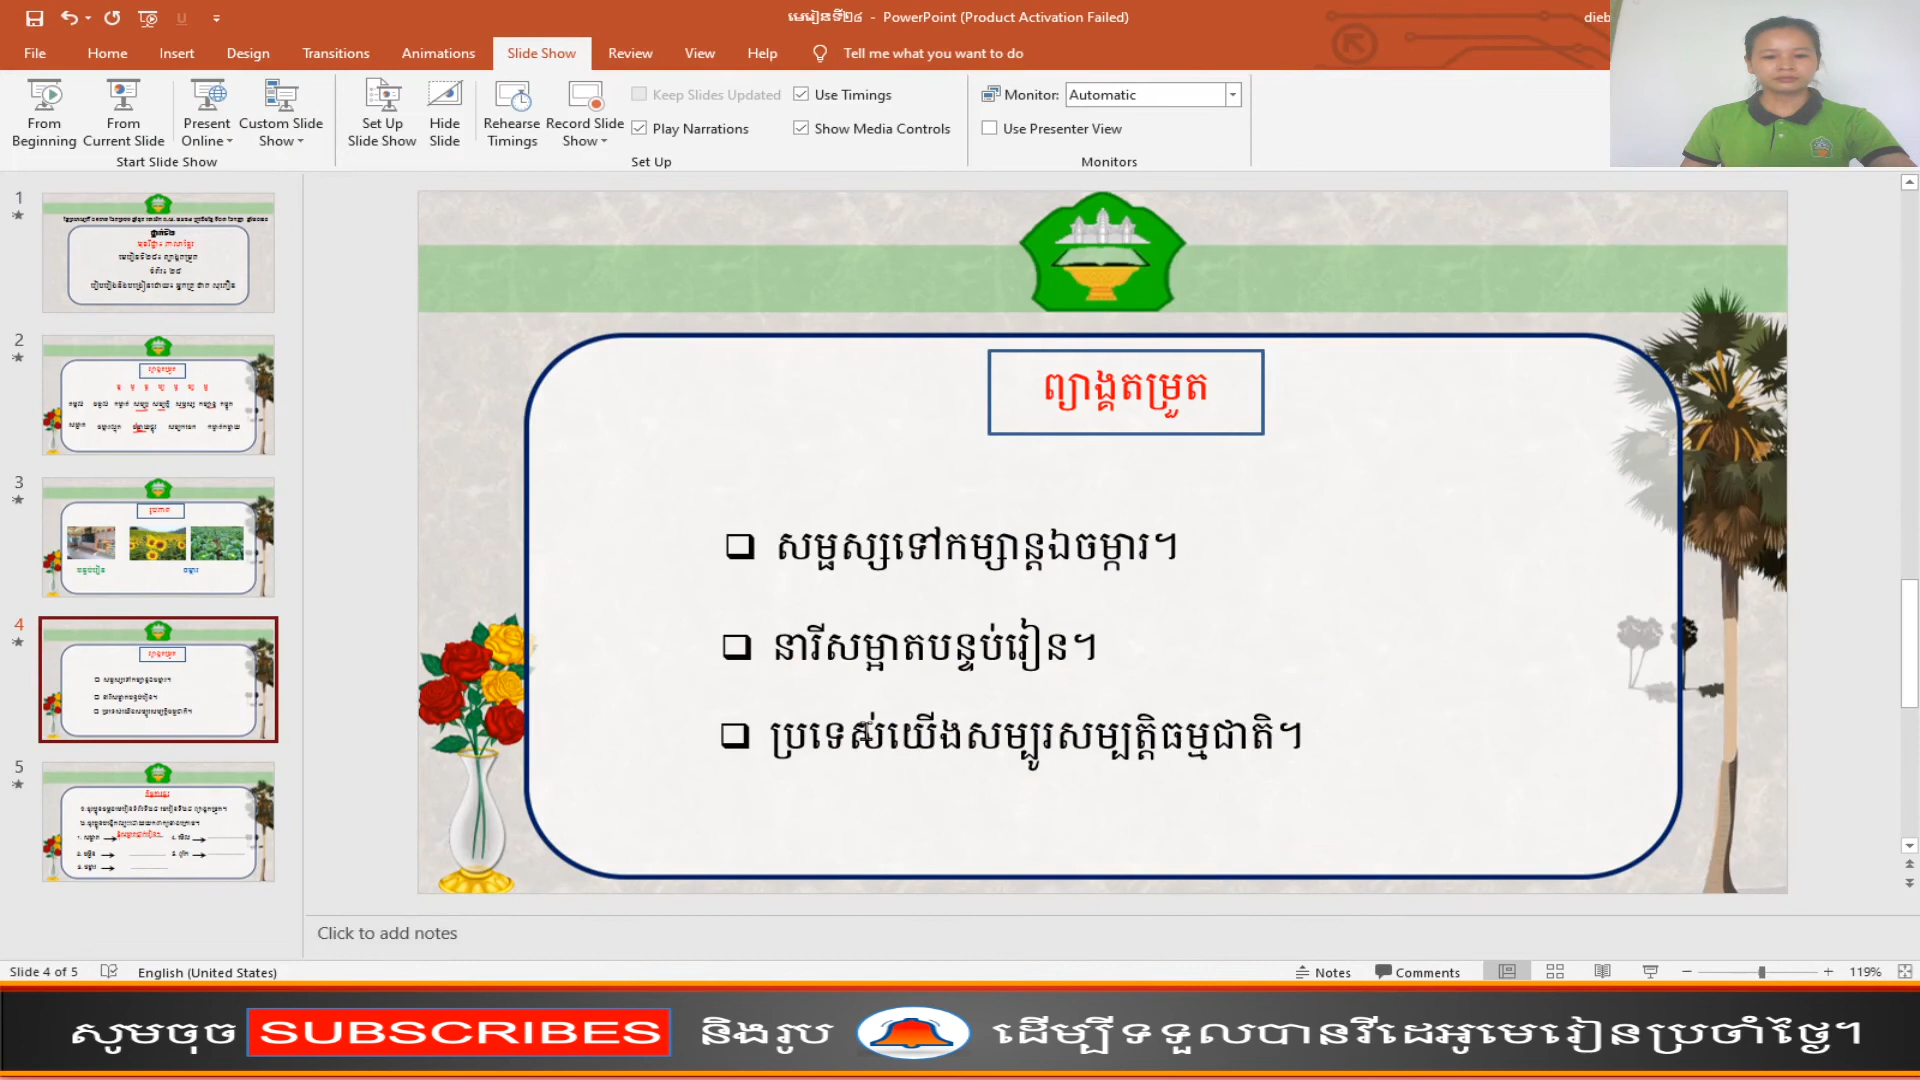 មេរៀនទី២៨ - PowerPoint (Product Activation Failed)
dieb
File Home Insert Design Transitions Animations Slide Show Review View Help Tell me what you want to do
From Beginning
From Current Slide
Present Online
Custom Slide Show
Set Up Slide Show
Hide Slide
Rehearse Timings
Record Slide Show
Keep Slides Updated
Play Narrations
Use Timings
Show Media Controls
Monitor: Automatic
Use Presenter View
Start Slide Show
Set Up
Monitors
1
2
3
4
5
ព្យាង្គតម្រួត
សម្ផស្សទៅកម្សាន្តឯចម្ការ។
នារីសម្អាតបន្ទប់រៀន។
ប្រទេសយើងសម្បូរសម្បត្តិធម្មជាតិ។
Click to add notes
Slide 4 of 5 English (United States) Notes Comments 119%
សូមចុច SUBSCRIBES និងរូប ដើម្បីទទួលបានវីដេអូមេរៀនប្រចាំថ្ងៃ។